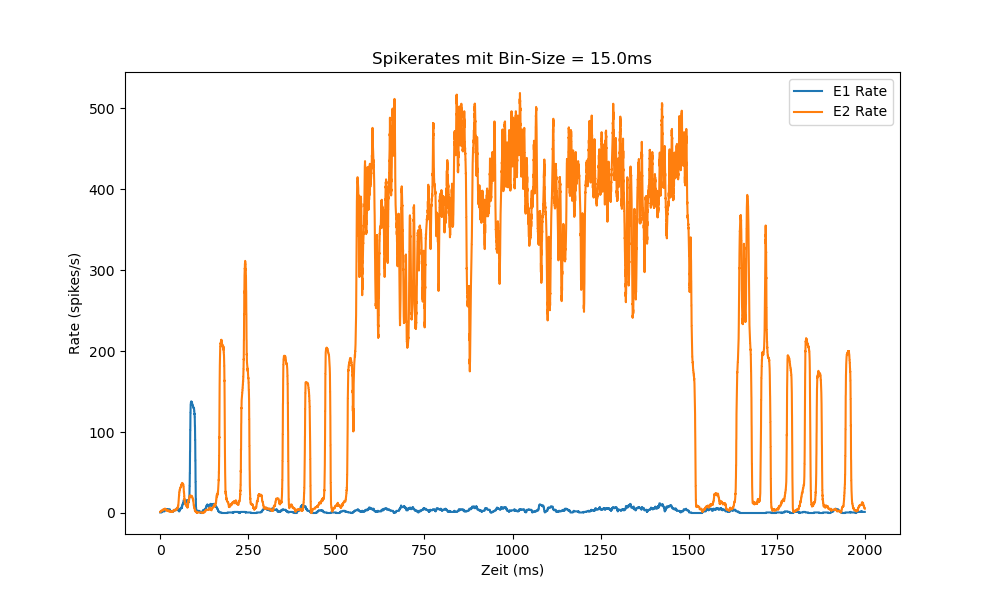 Spikerates mit Bin-Size = 15.0ms
E1 Rate
E2 Rate
500
400
300
200
100
0
Rate (spikes/s)
0 250 500 750 1000 1250 1500 1750 2000
Zeit (ms)